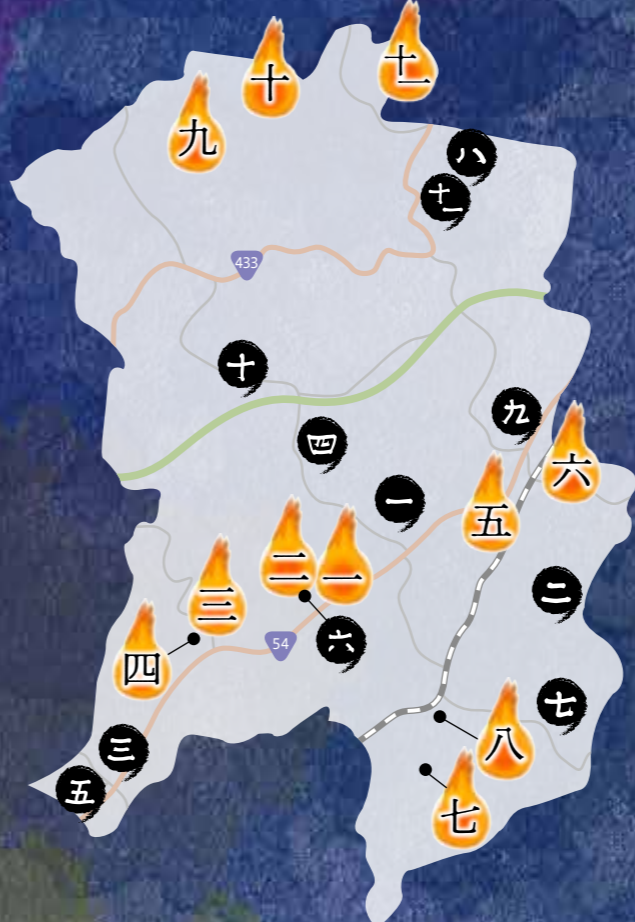 十一
十
九
八
十一
433
十
九
四
六
一
五
二
一
二
三
六
54
四
七
八
三
五
七